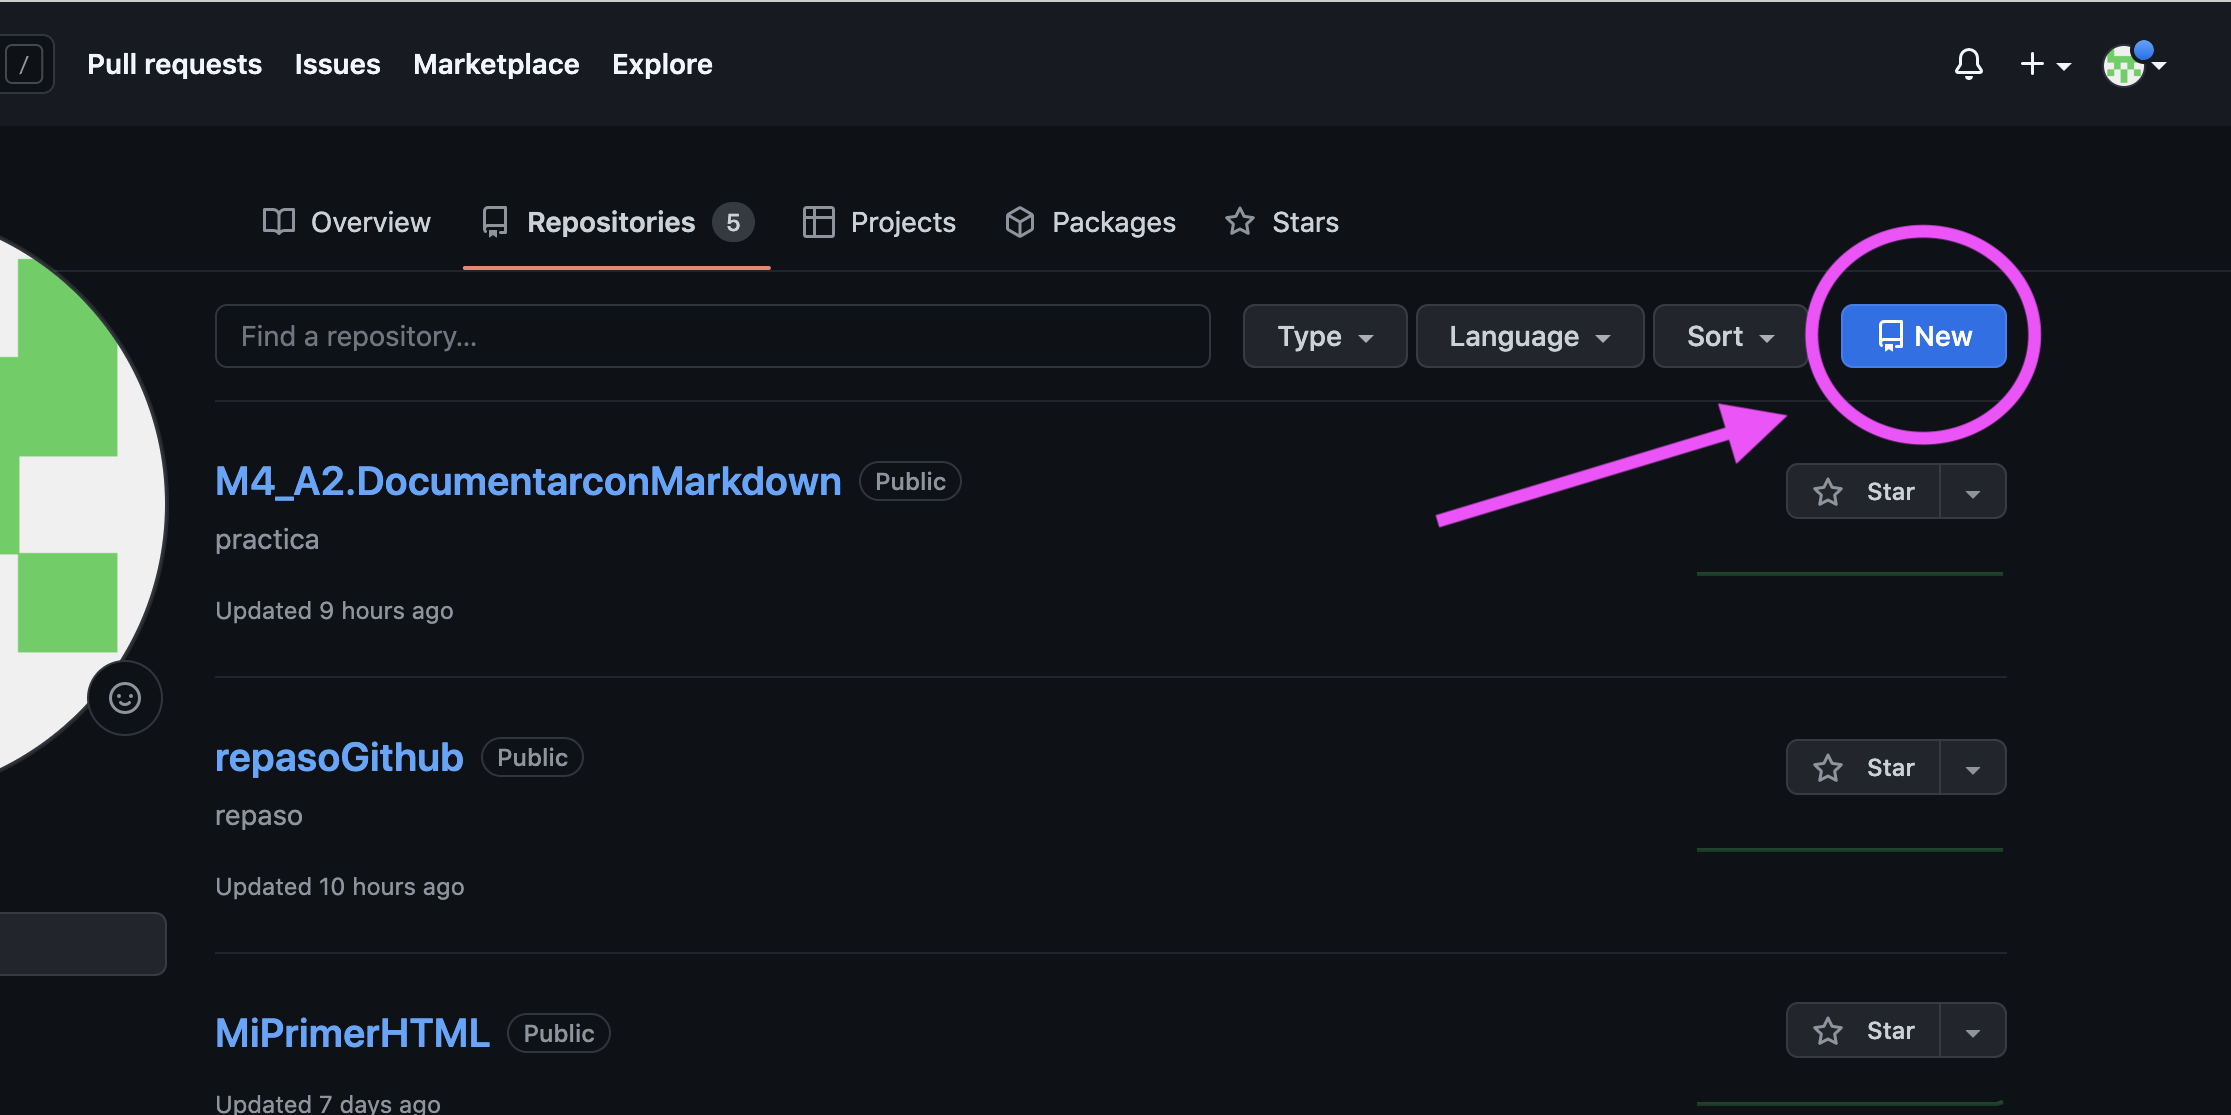 / Pull requests Issues Marketplace Explore
Overview Repositories 5 Projects Packages Stars
Find a repository... Type Language Sort New
M4_A2.DocumentarconMarkdown Public
Star
practica
Updated 9 hours ago
repasoGithub Public
Star
repaso
Updated 10 hours ago
MiPrimerHTML Public
Star
Updated 7 days ago